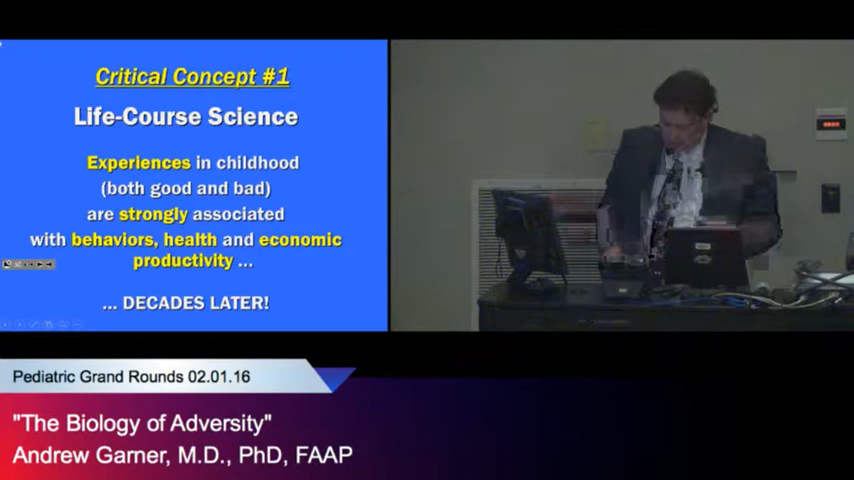 Critical Concept #1
Life-Course Science
Experiences in childhood
(both good and bad)
are strongly associated
with behaviors, health and economic
productivity ...
... DECADES LATER!
Pediatric Grand Rounds 02.01.16
"The Biology of Adversity"
Andrew Garner, M.D., PhD, FAAP